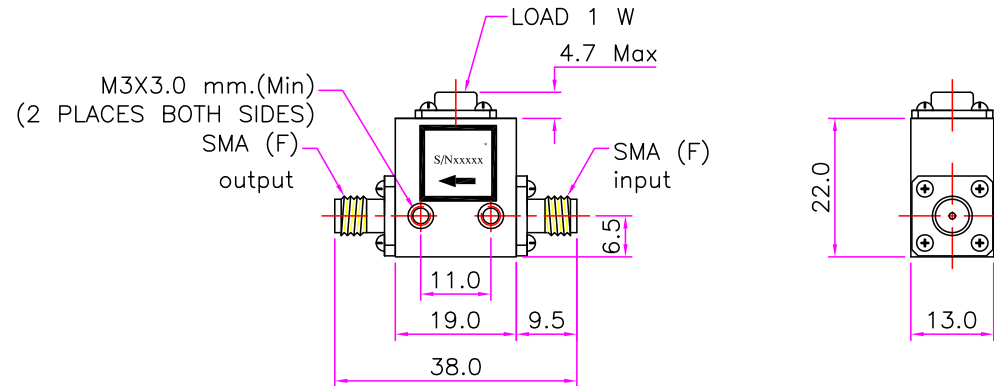 LOAD 1 W
4.7 Max
M3X3.0 mm.(Min)
(2 PLACES BOTH SIDES)
SMA (F)
output
S/Nxxxxx
SMA (F)
input
6.5
11.0
19.0
9.5
38.0
22.0
13.0